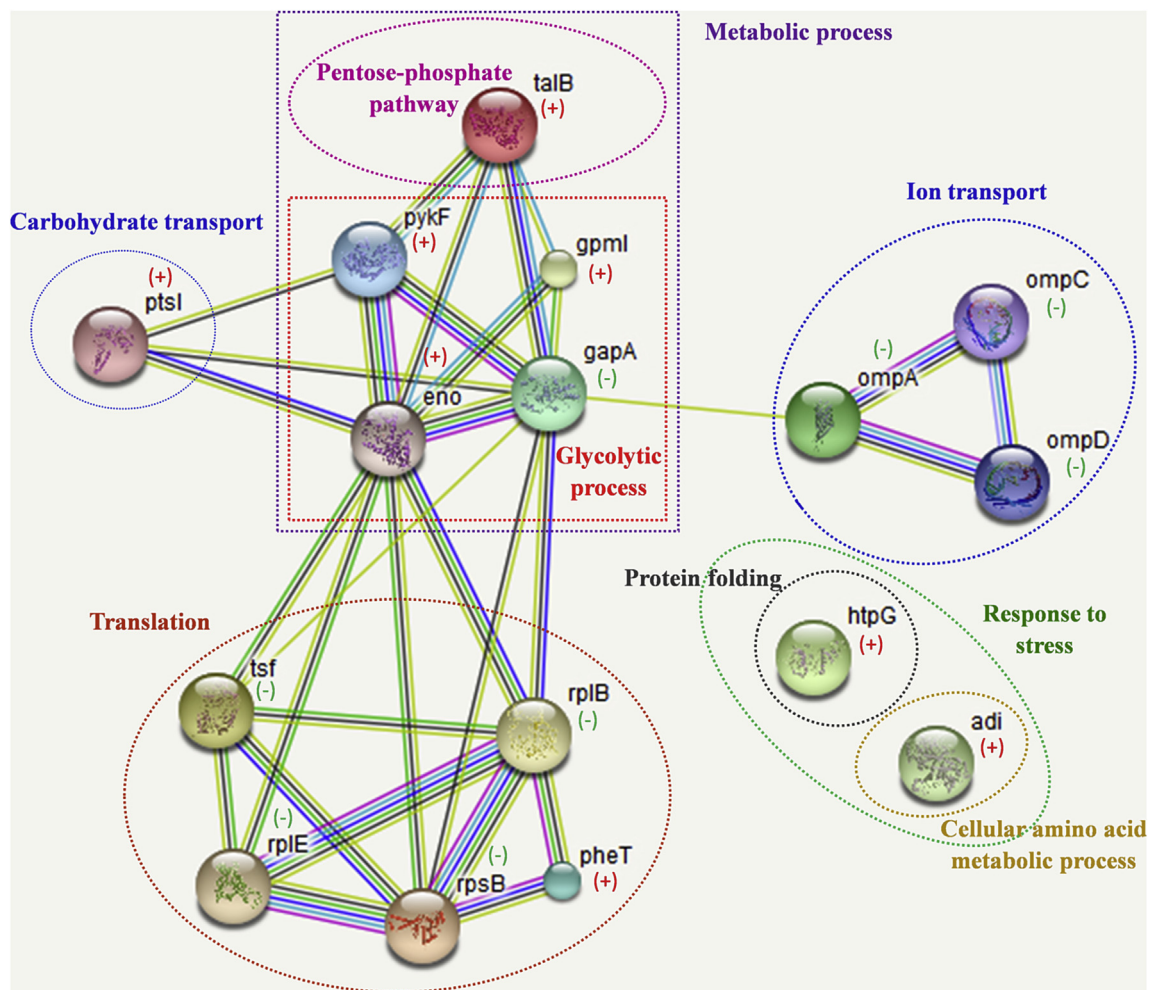 Metabolic process
Pentose-phosphate
pathway
talB
(+)
Carbohydrate transport
Ion transport
pykF
(+)
gpmI
(+)
(+)
ptsI
ompC
(-)
(+)
eno
gapA
(-)
(-)
ompA
ompD
(-)
Glycolytic
process
Protein folding
htpG
(+)
Response to
stress
Translation
tsf
(-)
rplB
(-)
adi
(+)
(-)
rplE
(-)
rpsB
pheT
(+)
Cellular amino acid
metabolic process